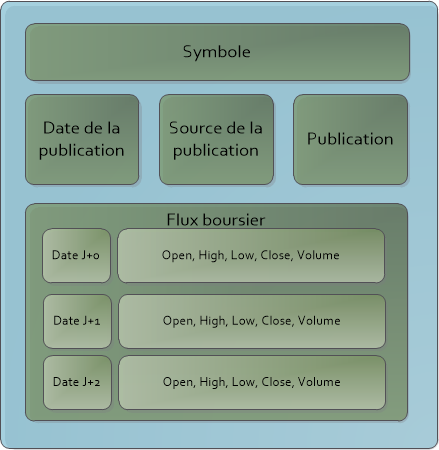 Symbole
Date de la
publication
Source de la
publication
Publication
Flux boursier
Date J+0
Open, High, Low, Close, Volume
Date J+1
Open, High, Low, Close, Volume
Date J+2
Open, High, Low, Close, Volume